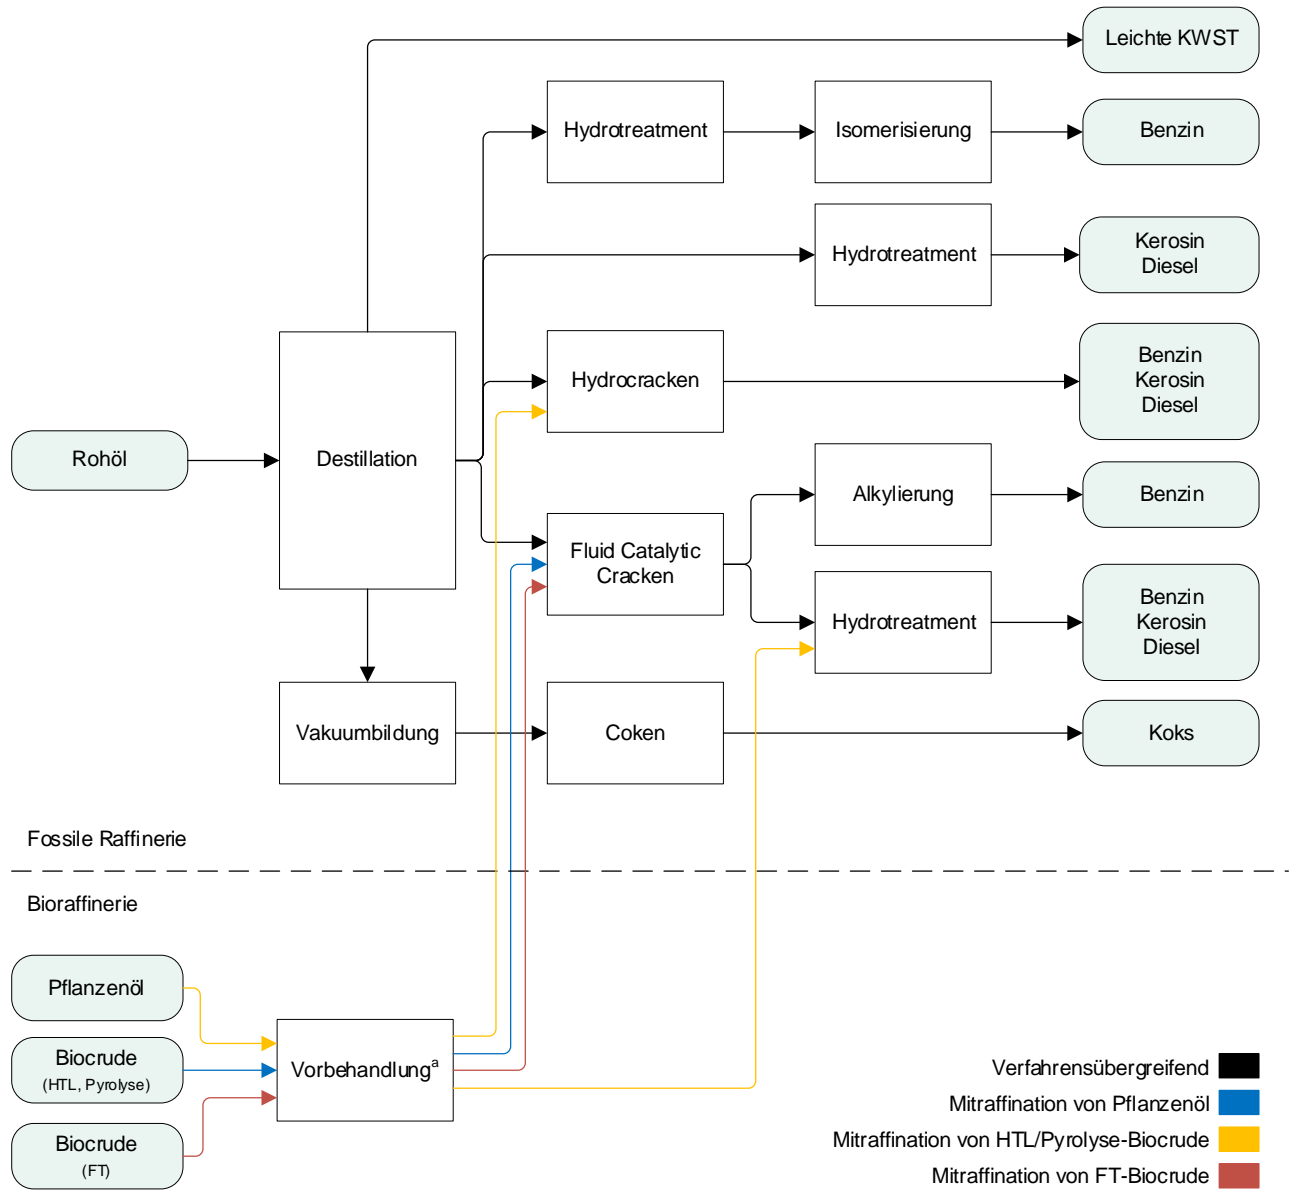 Leichte KWST
Hydrotreatment
Isomerisierung
Benzin
Hydrotreatment
Kerosin
Diesel
Hydrocracken
Benzin
Kerosin
Diesel
Rohöl
Destillation
Alkylierung
Benzin
Fluid Catalytic
Cracken
Hydrotreatment
Benzin
Kerosin
Diesel
Vakuumbildung
Coken
Koks
Fossile Raffinerie
Bioraffinerie
Pflanzenöl
Biocrude
(HTL, Pyrolyse)
Vorbehandlungᵃ
Biocrude
(FT)
Verfahrensübergreifend
Mitraffination von Pflanzenöl
Mitraffination von HTL/Pyrolyse-Biocrude
Mitraffination von FT-Biocrude